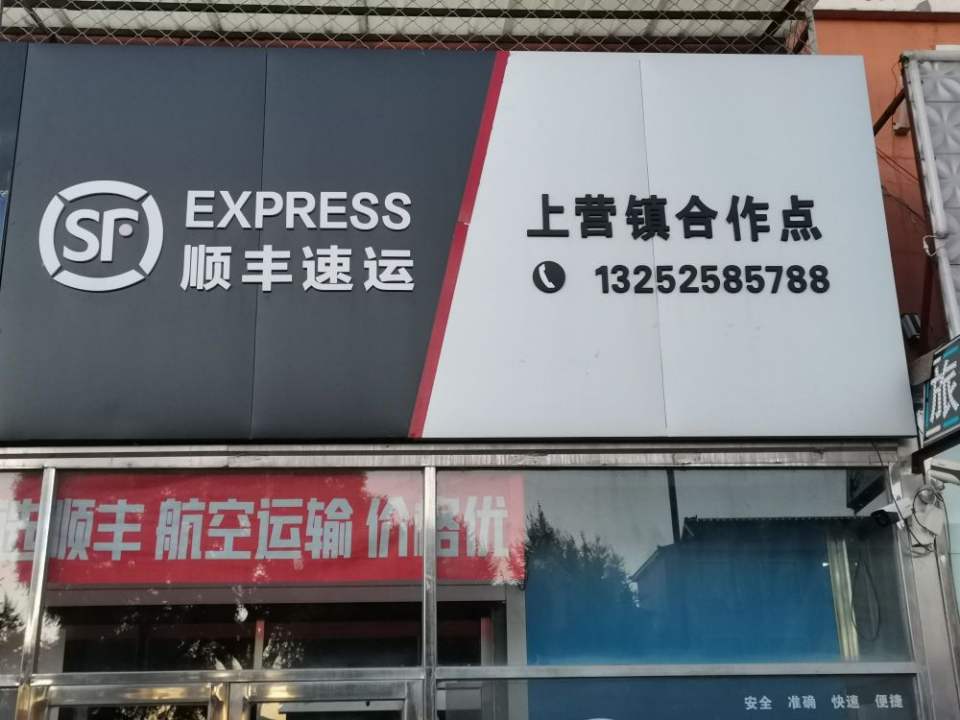 SF
EXPRESS
顺丰速运
上营镇合作点
13252585788
旅
选顺丰 航空运输 价格优
安全 准确 快速 便捷